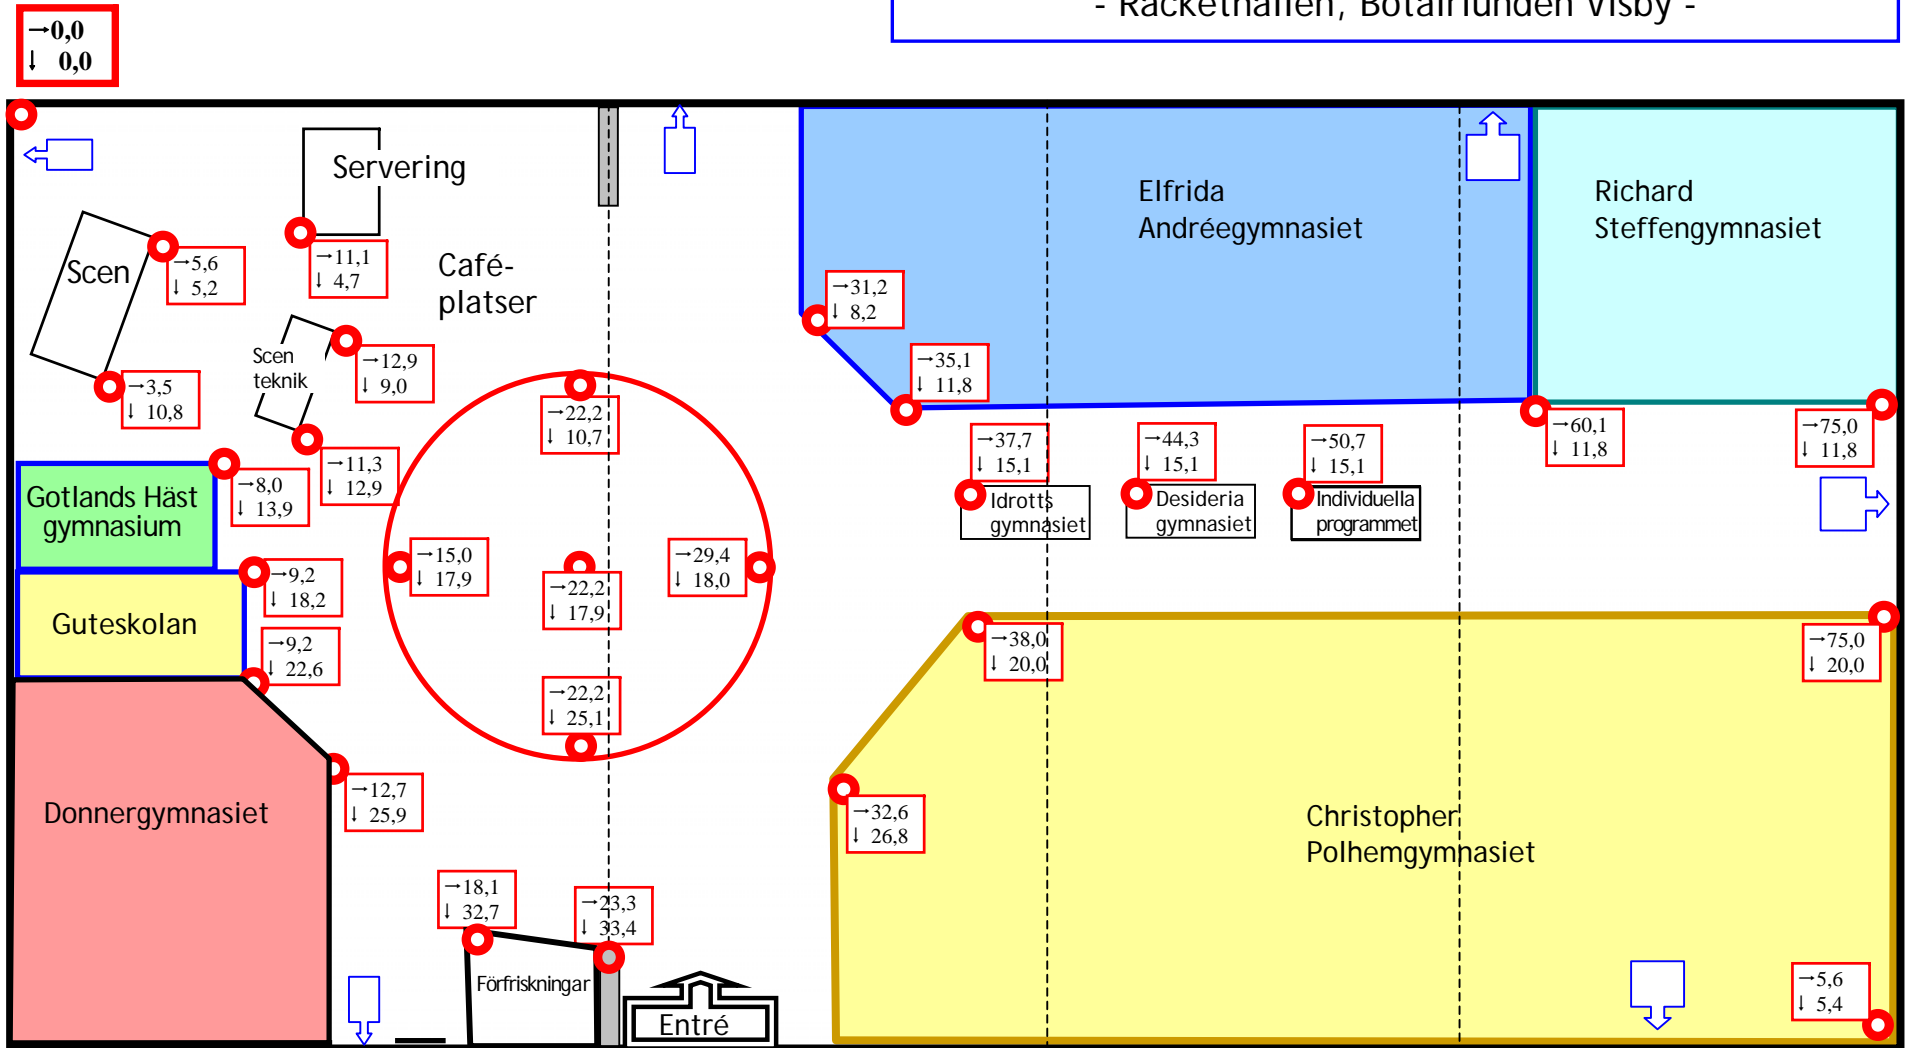 - Rackethallen, Botairlunden Visby -
→0,0
↓ 0,0
Servering
Elfrida
Andréegymnasiet
Richard
Steffengymnasiet
Scen
→5,6
↓ 5,2
→11,1
↓ 4,7
Café-
platser
→31,2
↓ 8,2
Scen
teknik
→12,9
↓ 9,0
→3,5
↓ 10,8
→35,1
↓ 11,8
→22,2
↓ 10,7
→11,3
↓ 12,9
→37,7
↓ 15,1
→44,3
↓ 15,1
→50,7
↓ 15,1
→60,1
↓ 11,8
→75,0
↓ 11,8
Gotlands Häst
gymnasium
→8,0
↓ 13,9
Idrotts
gymnasiet
Desideria
gymnasiet
Individuella
programmet
→15,0
↓ 17,9
→22,2
↓ 17,9
→29,4
↓ 18,0
→9,2
↓ 18,2
Guteskolan
→9,2
↓ 22,6
→38,0
↓ 20,0
→75,0
↓ 20,0
→22,2
↓ 25,1
Donnergymnasiet
→12,7
↓ 25,9
→32,6
↓ 26,8
Christopher
Polhemgymnasiet
→18,1
↓ 32,7
→23,3
↓ 33,4
Förfriskningar
Entré
→5,6
↓ 5,4